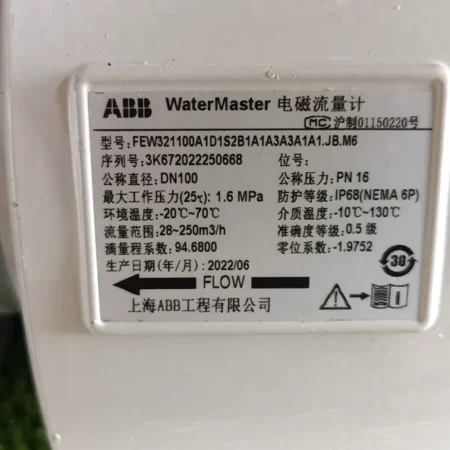 ABB WaterMaster 电磁流量计
MC 沪制01150220号
型号:FEW321100A1D1S2B1A1A3A3A1A1.JB.M6
序列号:3K672022250668 位号:
公称直径:DN100 公称压力:PN 16
最大工作压力(25℃):1.6 MPa 防护等级:IP68(NEMA 6P)
环境温度:-20℃~70℃ 介质温度:-10℃~130℃
流量范围:28~250m3/h 准确度等级:0.5 级
满量程系数:94.6800 零位系数:-1.9752
生产日期(年/月):2022/06 30
FLOW
上海ABB工程有限公司